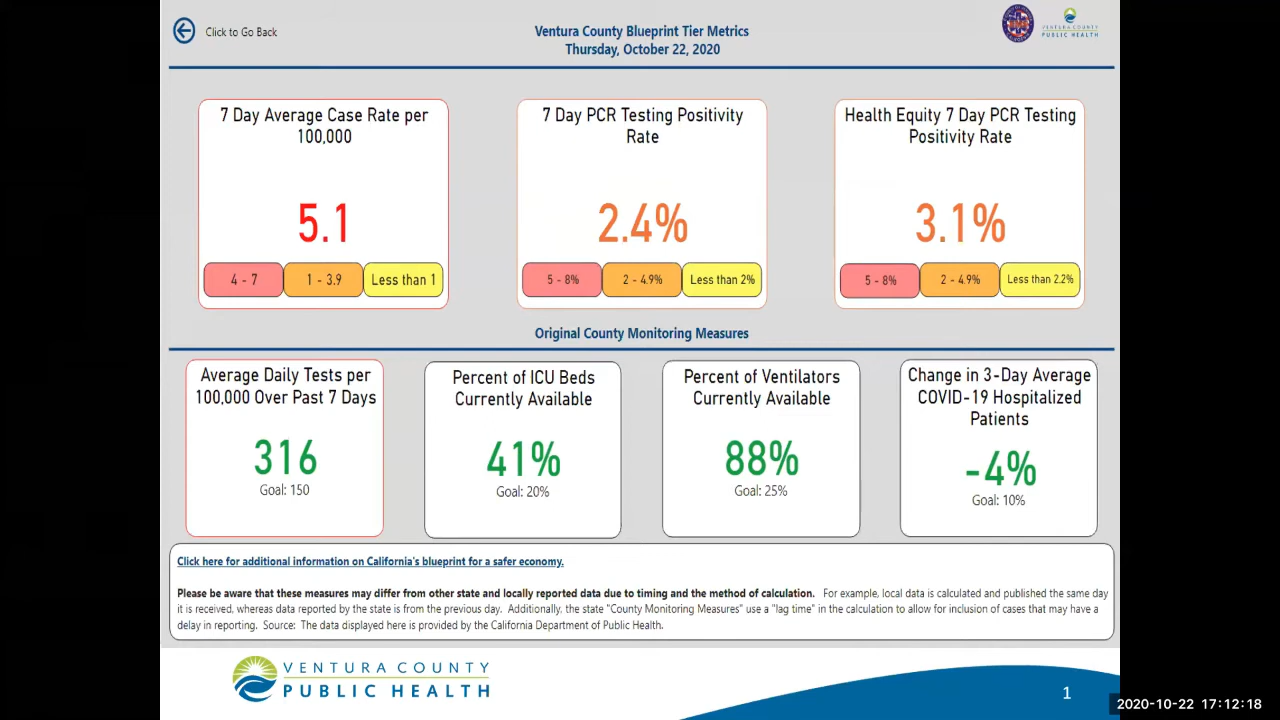 Click to Go Back
Ventura County Blueprint Tier Metrics
Thursday, October 22, 2020
VENTURA COUNTY
PUBLIC HEALTH
7 Day Average Case Rate per
100,000
5.1
4 - 7
1 - 3.9
Less than 1
7 Day PCR Testing Positivity
Rate
2.4%
5 - 8%
2 - 4.9%
Less than 2%
Health Equity 7 Day PCR Testing
Positivity Rate
3.1%
5 - 8%
2 - 4.9%
Less than 2.2%
Original County Monitoring Measures
Average Daily Tests per
100,000 Over Past 7 Days
316
Goal: 150
Percent of ICU Beds
Currently Available
41%
Goal: 20%
Percent of Ventilators
Currently Available
88%
Goal: 25%
Change in 3-Day Average
COVID-19 Hospitalized
Patients
-4%
Goal: 10%
Click here for additional information on California's blueprint for a safer economy.
Please be aware that these measures may differ from other state and locally reported data due to timing and the method of calculation. For example, local data is calculated and published the same day
it is received, whereas data reported by the state is from the previous day. Additionally, the state "County Monitoring Measures" use a "lag time" in the calculation to allow for inclusion of cases that may have a
delay in reporting. Source: The data displayed here is provided by the California Department of Public Health.
VENTURA COUNTY
PUBLIC HEALTH
1
2020-10-22 17:12:18